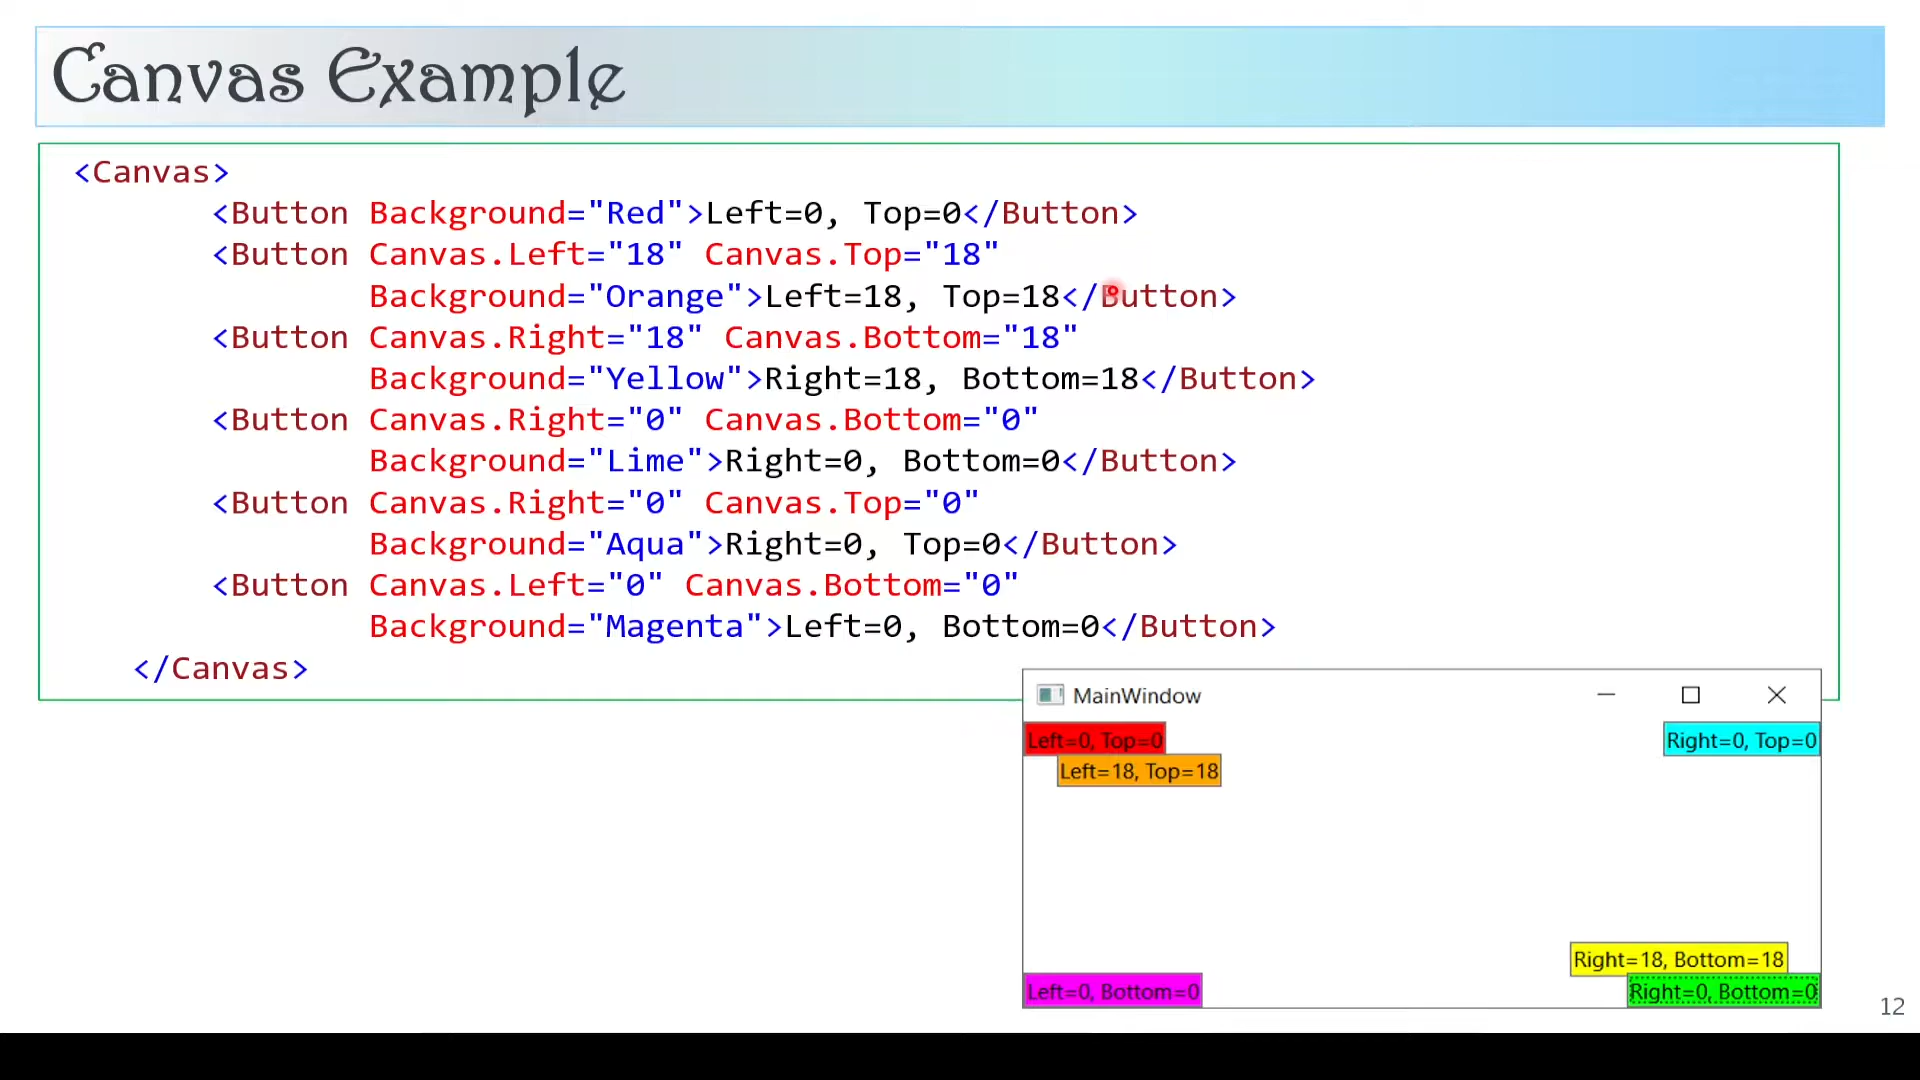 Canvas Example
<Canvas>
<Button Background="Red">Left=0, Top=0</Button>
<Button Canvas.Left="18" Canvas.Top="18"
Background="Orange">Left=18, Top=18</Button>
<Button Canvas.Right="18" Canvas.Bottom="18"
Background="Yellow">Right=18, Bottom=18</Button>
<Button Canvas.Right="0" Canvas.Bottom="0"
Background="Lime">Right=0, Bottom=0</Button>
<Button Canvas.Right="0" Canvas.Top="0"
Background="Aqua">Right=0, Top=0</Button>
<Button Canvas.Left="0" Canvas.Bottom="0"
Background="Magenta">Left=0, Bottom=0</Button>
</Canvas>
MainWindow
Left=0, Top=0
Right=0, Top=0
Left=18, Top=18
Right=18, Bottom=18
Left=0, Bottom=0
Right=0, Bottom=0
12